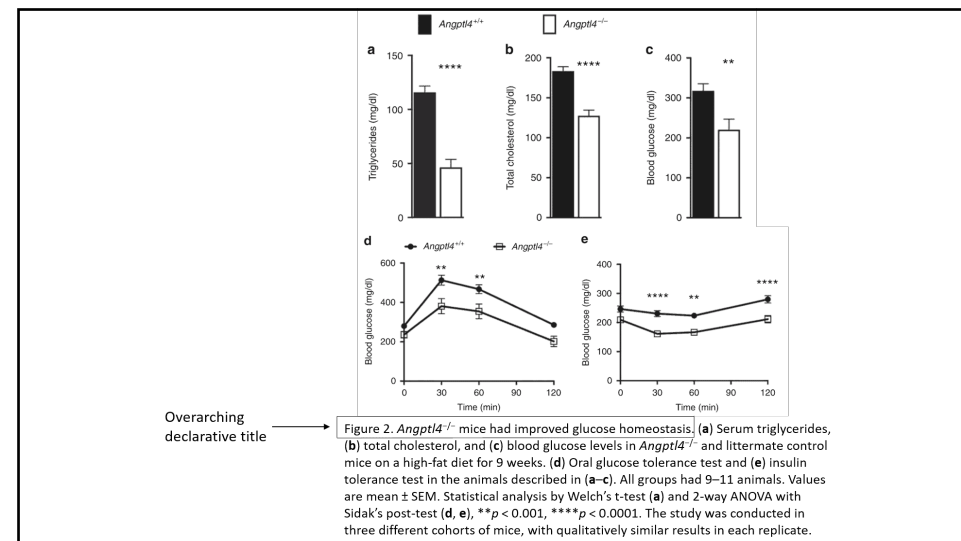 Angptl4+/+ Angptl4−/−
a b c
Triglycerides (mg/dl)
150
100
50
0
****
Total cholesterol (mg/dl)
200
150
100
50
0
****
Blood glucose (mg/dl)
400
300
200
100
0
**
d Angptl4+/+ Angptl4−/− e
Blood glucose (mg/dl)
600
400
200
0
** **
0 30 60 90 120
Time (min)
Blood glucose (mg/dl)
400
300
200
100
0
**** ** ****
0 30 60 90 120
Time (min)
Overarching
declarative title
Figure 2. Angptl4−/− mice had improved glucose homeostasis. (a) Serum triglycerides,
(b) total cholesterol, and (c) blood glucose levels in Angptl4−/− and littermate control
mice on a high-fat diet for 9 weeks. (d) Oral glucose tolerance test and (e) insulin
tolerance test in the animals described in (a–c). All groups had 9–11 animals. Values
are mean ± SEM. Statistical analysis by Welch's t-test (a) and 2-way ANOVA with
Sidak's post-test (d, e), **p < 0.001, ****p < 0.0001. The study was conducted in
three different cohorts of mice, with qualitatively similar results in each replicate.